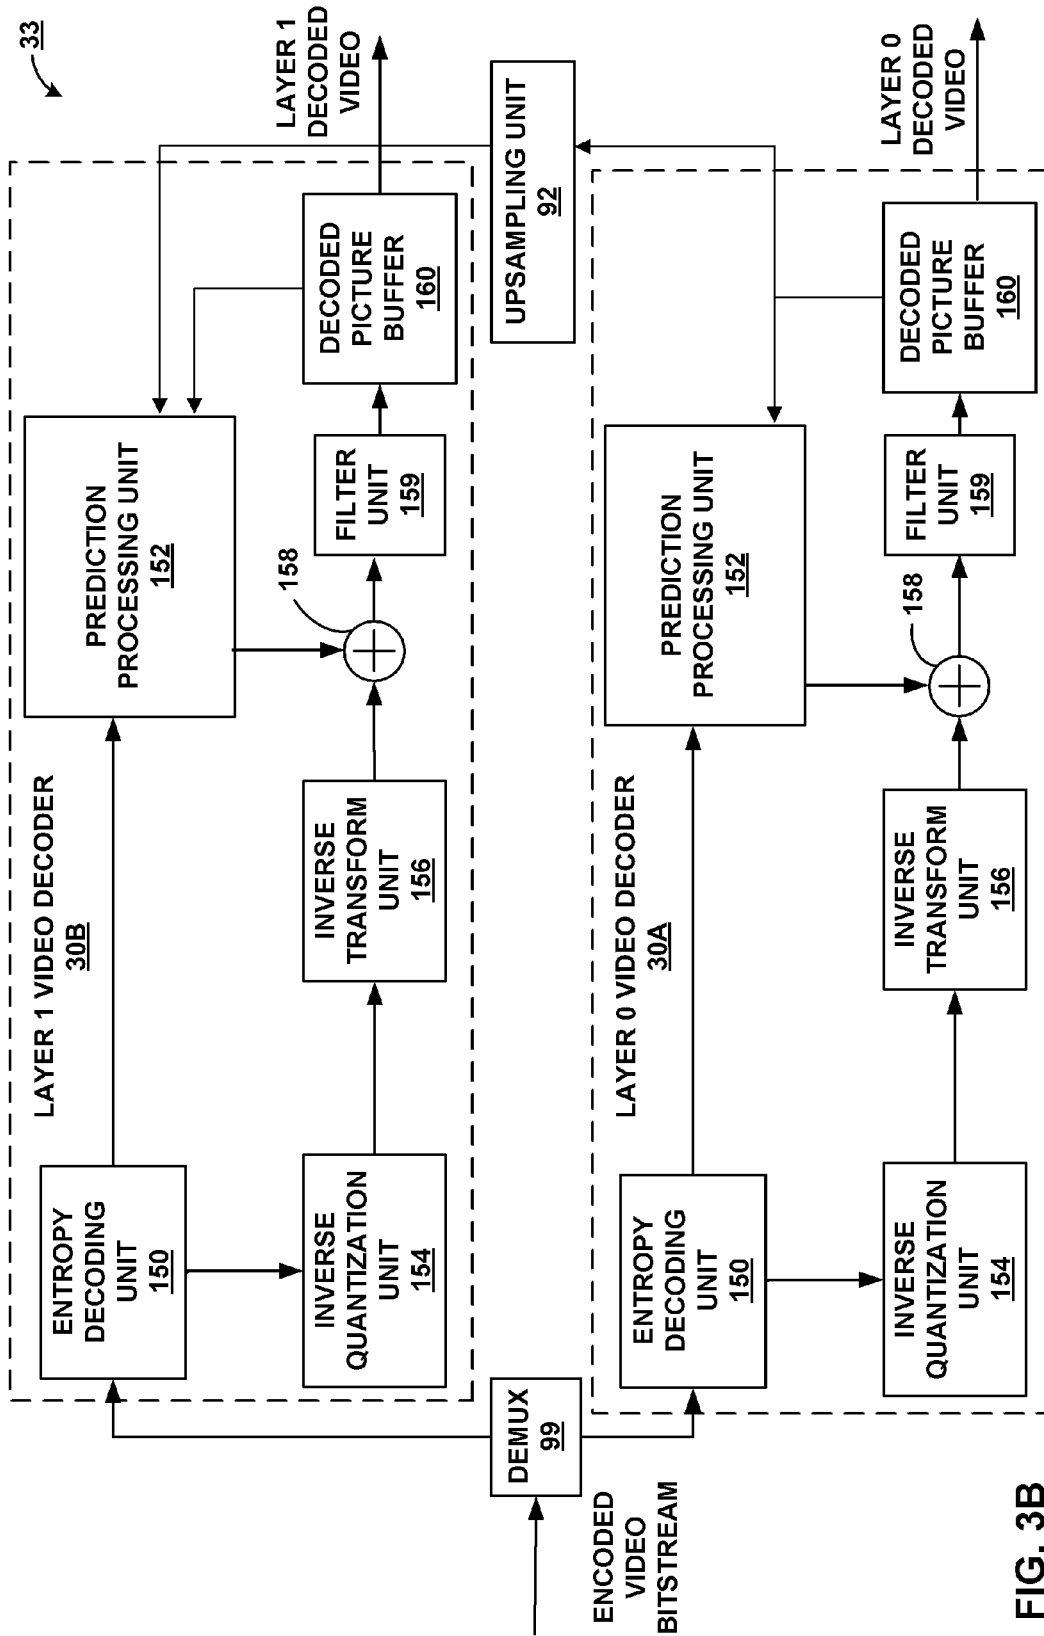 33
LAYER 1 VIDEO DECODER
30B
ENTROPY
DECODING
UNIT
150
PREDICTION
PROCESSING UNIT
152
INVERSE
QUANTIZATION
UNIT
154
INVERSE
TRANSFORM
UNIT
156
158
FILTER
UNIT
159
DECODED
PICTURE
BUFFER
160
LAYER 1
DECODED
VIDEO
DEMUX
99
UPSAMPLING UNIT
92
ENCODED
VIDEO
BITSTREAM
LAYER 0 VIDEO DECODER
30A
ENTROPY
DECODING
UNIT
150
PREDICTION
PROCESSING UNIT
152
INVERSE
QUANTIZATION
UNIT
154
INVERSE
TRANSFORM
UNIT
156
158
FILTER
UNIT
159
DECODED
PICTURE
BUFFER
160
LAYER 0
DECODED
VIDEO
FIG. 3B